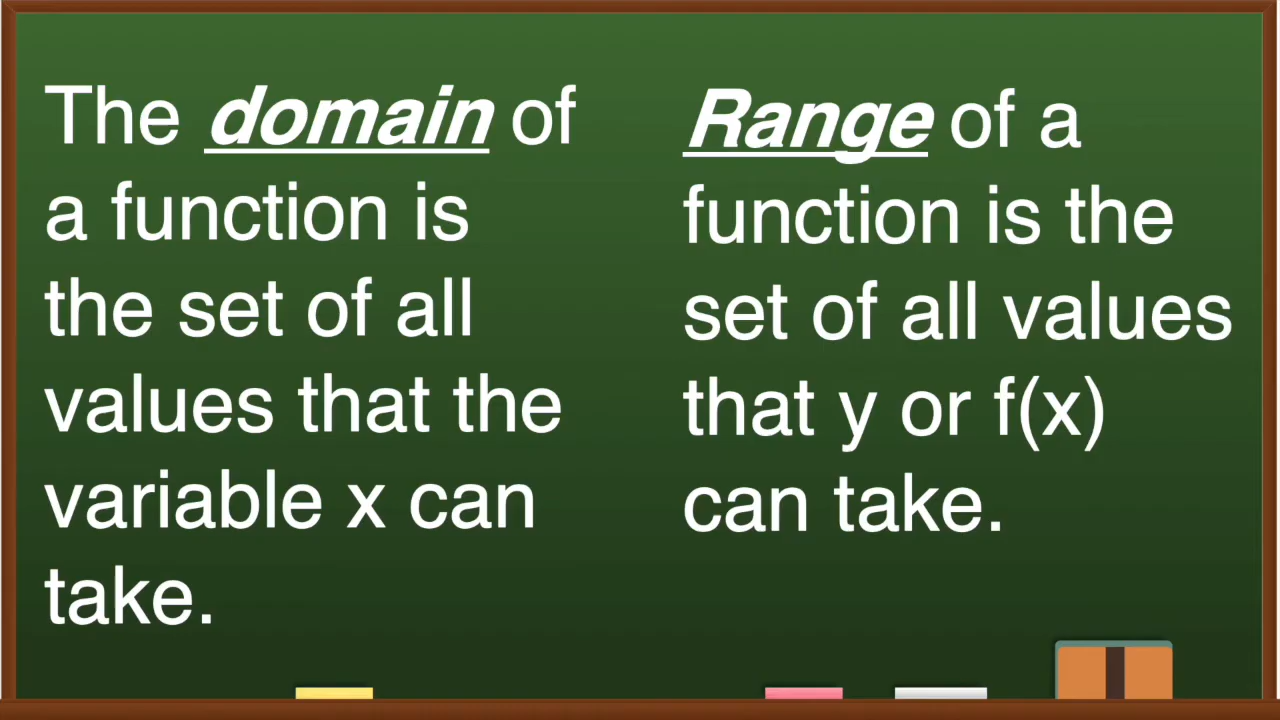 The domain of
a function is
the set of all
values that the
variable x can
take.
Range of a
function is the
set of all values
that y or f(x)
can take.